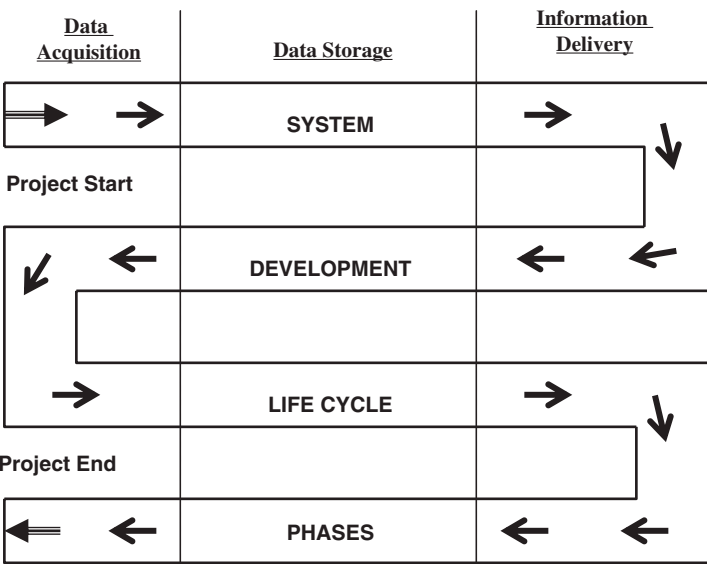 Data
Acquisition
Data Storage
Information
Delivery
SYSTEM
Project Start
DEVELOPMENT
LIFE CYCLE
Project End
PHASES